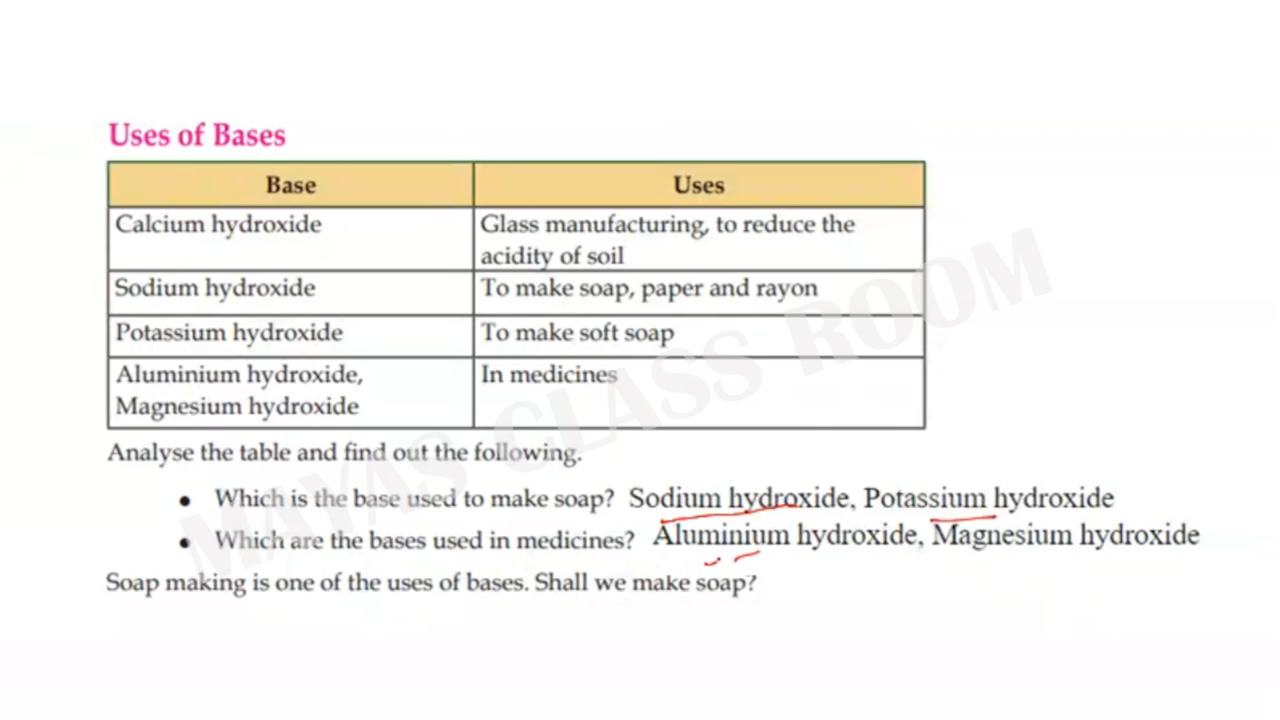 Uses of Bases
Base Uses
Calcium hydroxide Glass manufacturing, to reduce the
acidity of soil
Sodium hydroxide To make soap, paper and rayon
Potassium hydroxide To make soft soap
Aluminium hydroxide, In medicines
Magnesium hydroxide
Analyse the table and find out the following.
• Which is the base used to make soap? Sodium hydroxide, Potassium hydroxide
• Which are the bases used in medicines? Aluminium hydroxide, Magnesium hydroxide
Soap making is one of the uses of bases. Shall we make soap?
MAYAS CLASS ROOM